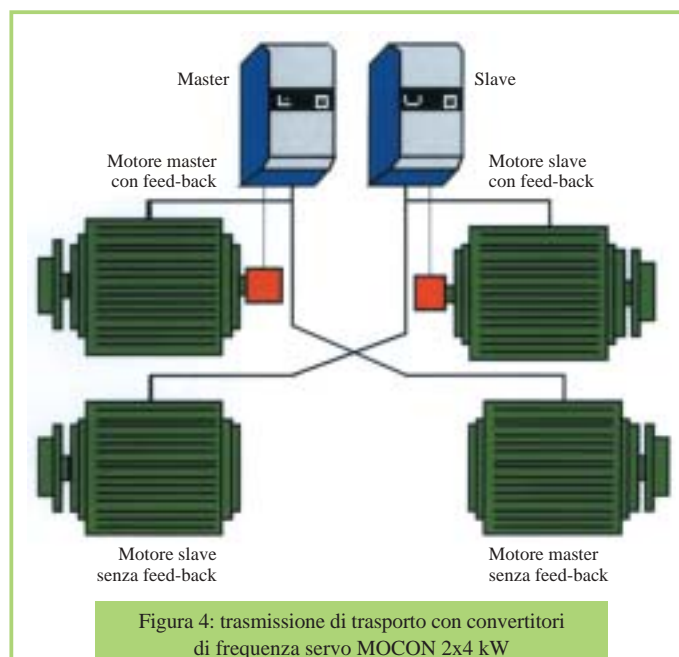 Master
Slave
Motore master
con feed-back
Motore slave
con feed-back
Motore slave
senza feed-back
Motore master
senza feed-back
Figura 4: trasmissione di trasporto con convertitori
di frequenza servo MOCON 2x4 kW